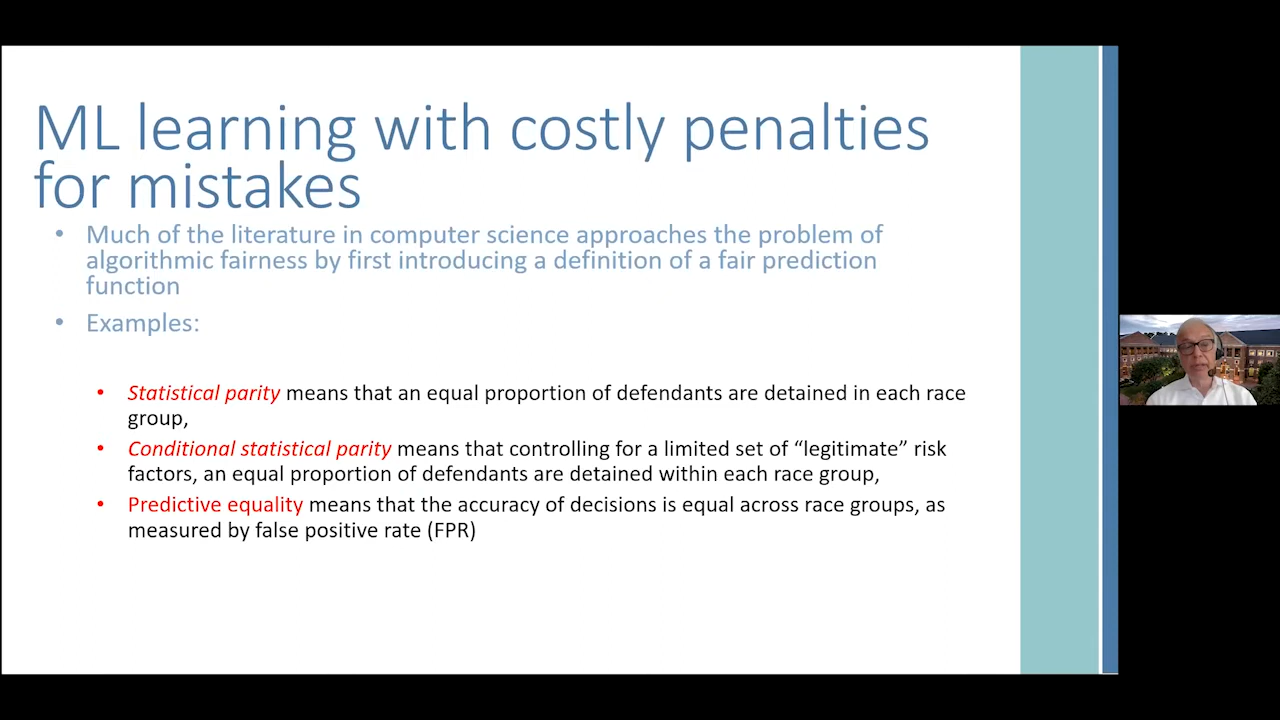 ML learning with costly penalties
for mistakes
• Much of the literature in computer science approaches the problem of
algorithmic fairness by first introducing a definition of a fair prediction
function
• Examples:
• Statistical parity means that an equal proportion of defendants are detained in each race
group,
• Conditional statistical parity means that controlling for a limited set of “legitimate” risk
factors, an equal proportion of defendants are detained within each race group,
• Predictive equality means that the accuracy of decisions is equal across race groups, as
measured by false positive rate (FPR)